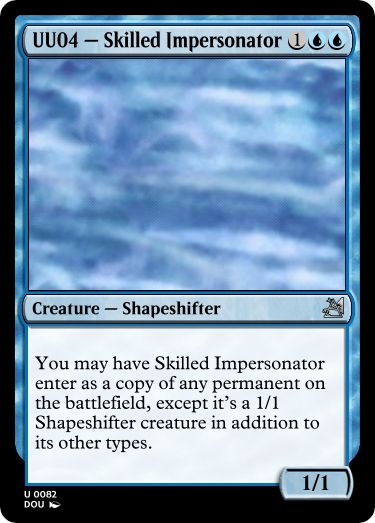 UU04 — Skilled Impersonator 1
Creature — Shapeshifter
You may have Skilled Impersonator
enter as a copy of any permanent on
the battlefield, except it's a 1/1
Shapeshifter creature in addition to
its other types.
1/1
U 0082
DOU